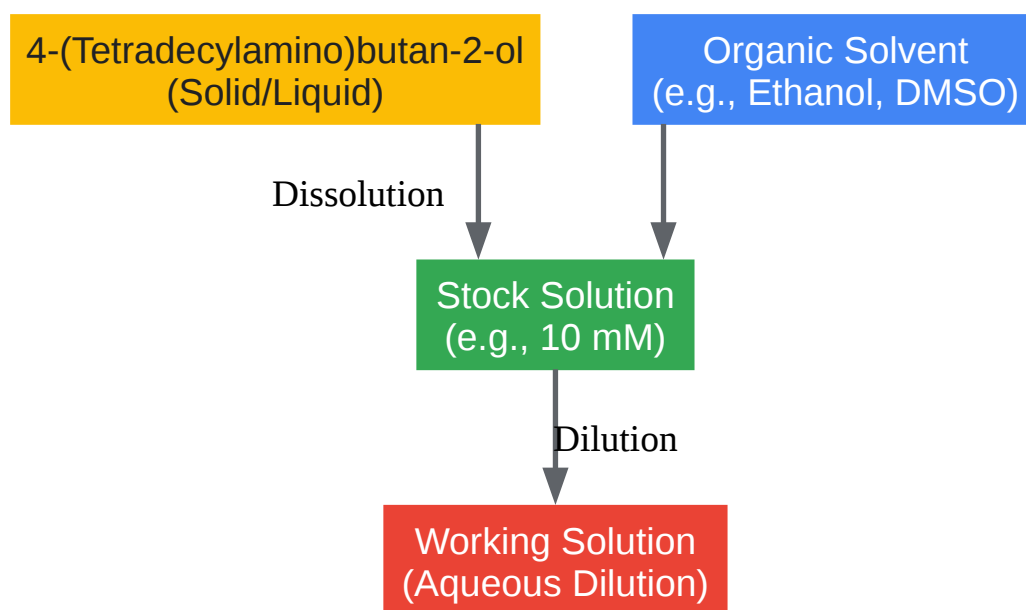 4-(Tetradecylamino)butan-2-ol
(Solid/Liquid)
Organic Solvent
(e.g., Ethanol, DMSO)
Dissolution
Stock Solution
(e.g., 10 mM)
Dilution
Working Solution
(Aqueous Dilution)